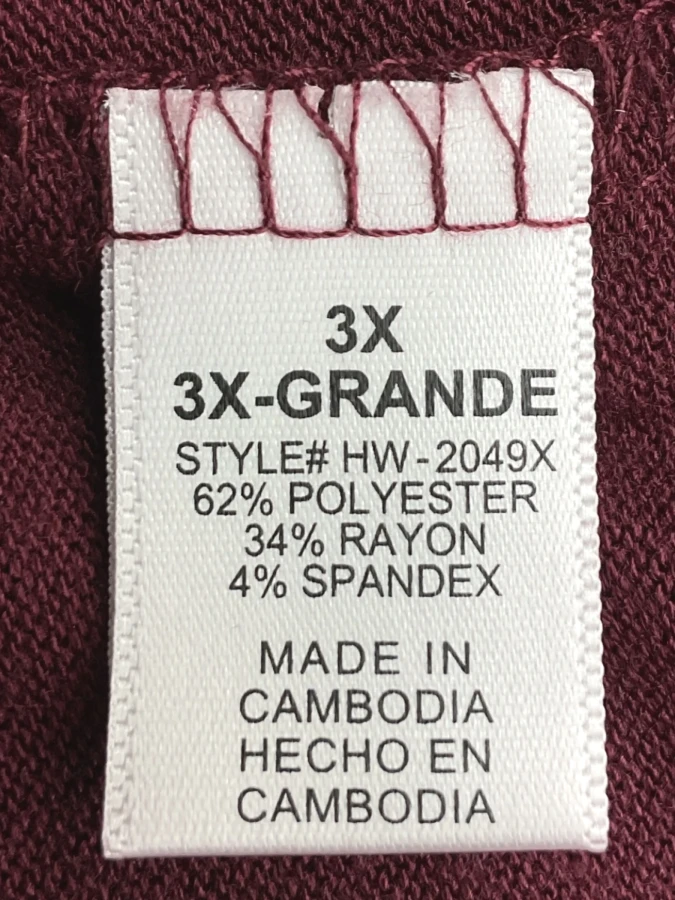 3X
3X-GRANDE
STYLE# HW-2049X
62% POLYESTER
34% RAYON
4% SPANDEX
MADE IN
CAMBODIA
HECHO EN
CAMBODIA